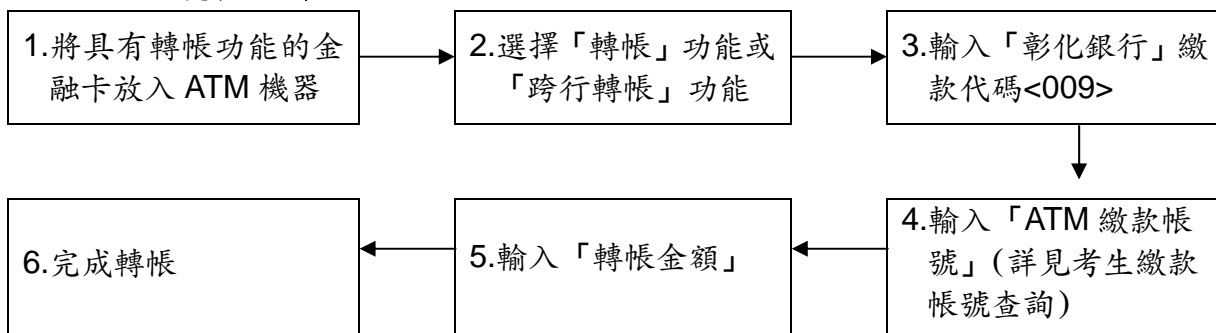 1.將具有轉帳功能的金
融卡放入 ATM 機器
2.選擇「轉帳」功能或
「跨行轉帳」功能
3.輸入「彰化銀行」繳
款代碼<009>
4.輸入「ATM 繳款帳
號」(詳見考生繳款
帳號查詢)
5.輸入「轉帳金額」
6.完成轉帳